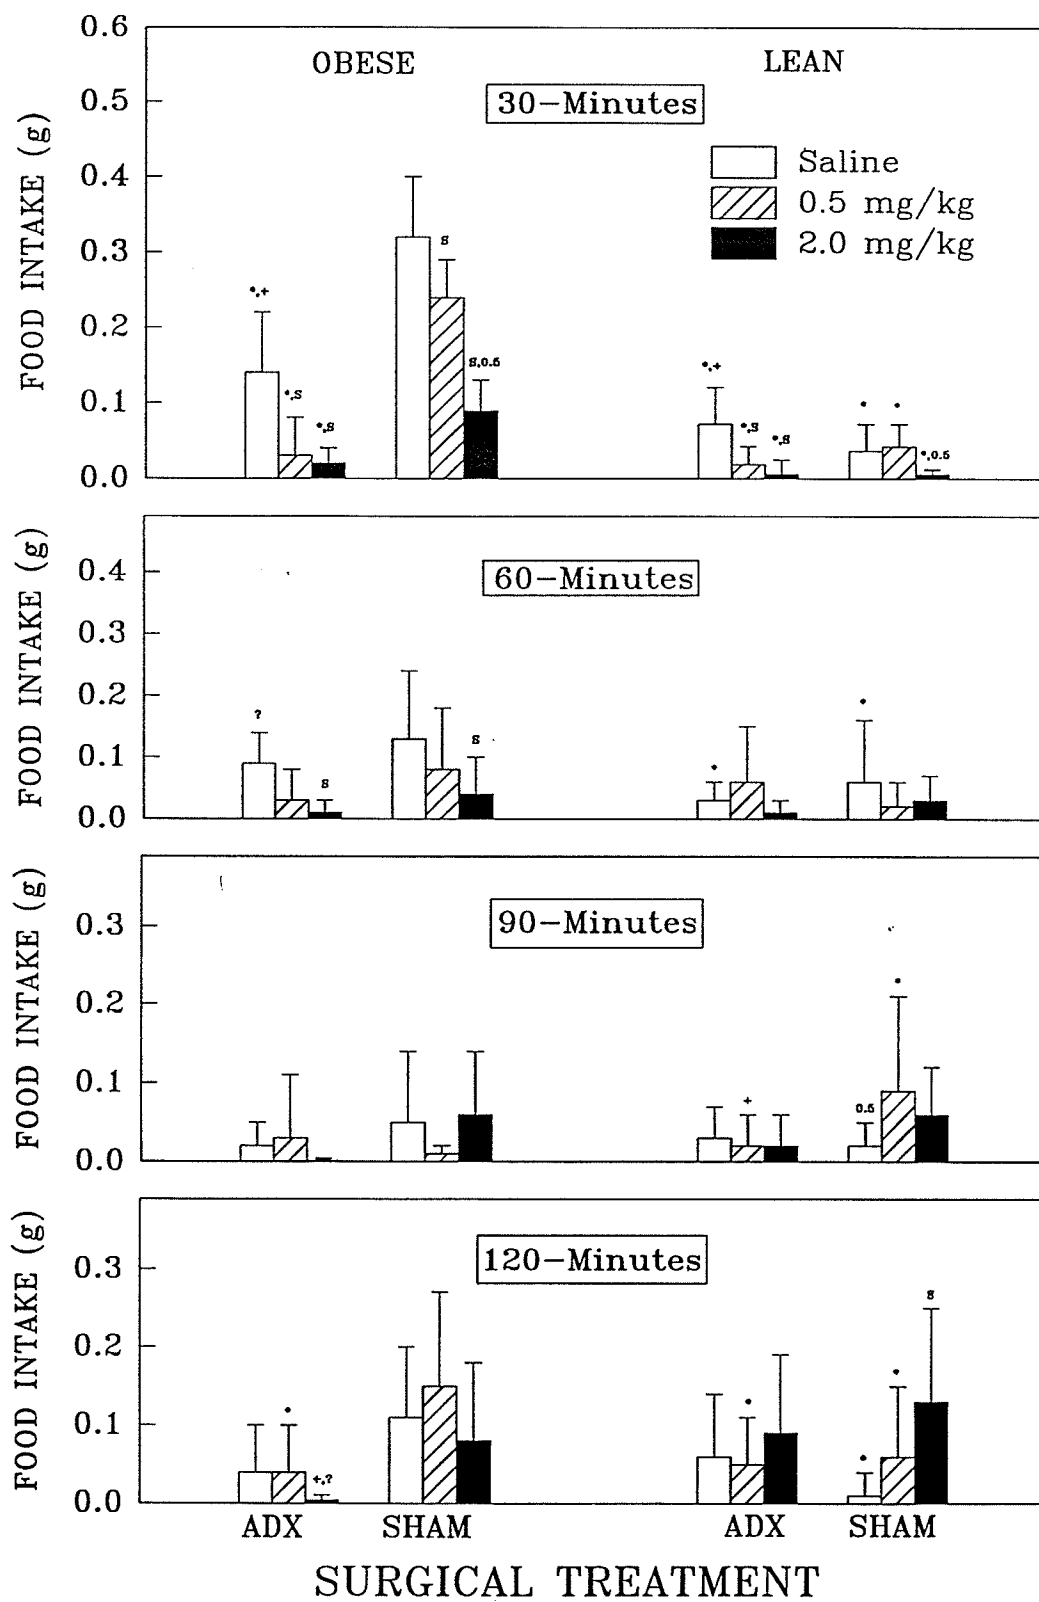 0.6
OBESE LEAN
30-Minutes
0.5
Saline
0.4
0.5 mg/kg
s
2.0 mg/kg
0.3
FOOD INTAKE (g)
*,+
0.2
S,0.5
*,+
*,S
*,S
0.1
*,S
*,S
*
*
*,0.5
0.0
60-Minutes
0.4
0.3
FOOD INTAKE (g)
0.2
?
*
0.1
S
S
*
0.0
90-Minutes
0.3
FOOD INTAKE (g)
*
0.2
0.1
+
0.5
0.0
120-Minutes
0.3
S
FOOD INTAKE (g)
0.2
*
*
*
0.1
+,?
*
0.0
ADX SHAM ADX SHAM
SURGICAL TREATMENT